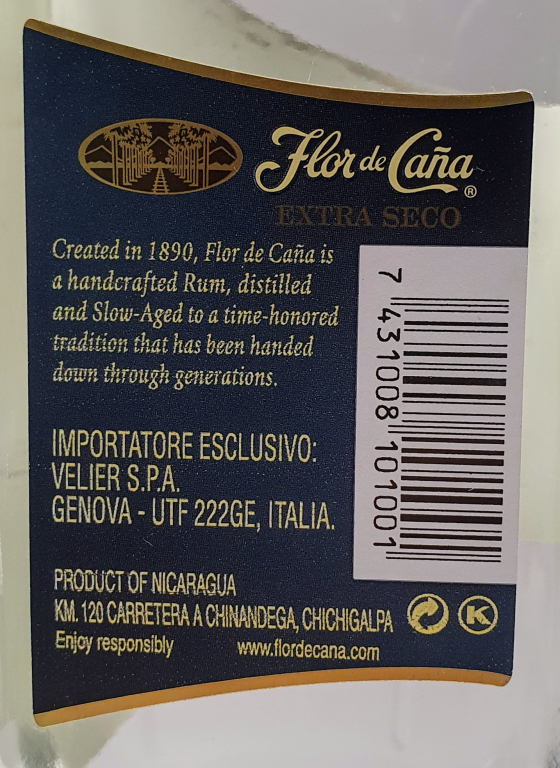 Flor de Caña ®
EXTRA SECO
Created in 1890, Flor de Caña is
a handcrafted Rum, distilled
and Slow-Aged to a time-honored
tradition that has been handed
down through generations.
7 431008 101001
IMPORTATORE ESCLUSIVO:
VELIER S.P.A.
GENOVA - UTF 222GE, ITALIA.
PRODUCT OF NICARAGUA
KM. 120 CARRETERA A CHINANDEGA, CHICHIGALPA
K
Enjoy responsibly www.flordecana.com